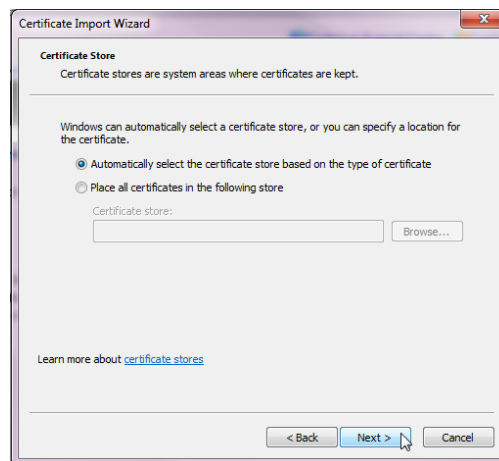 Certificate Import Wizard
Certificate Store
Certificate stores are system areas where certificates are kept.
Windows can automatically select a certificate store, or you can specify a location for
the certificate.
Automatically select the certificate store based on the type of certificate
Place all certificates in the following store
Certificate store:
Browse...
Learn more about certificate stores
< Back Next > Cancel